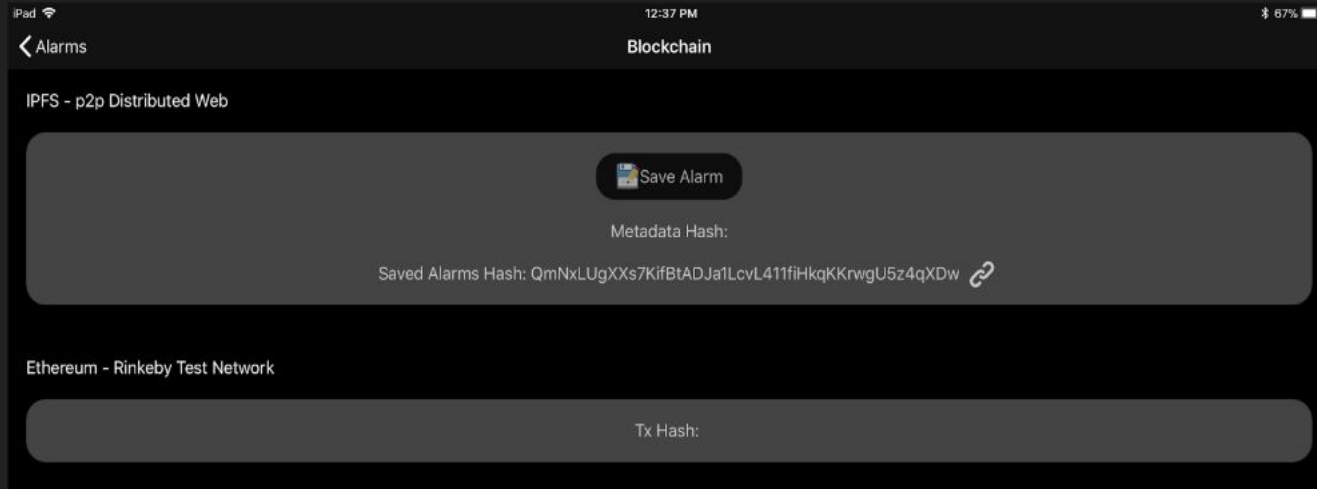 iPad 12:37 PM 67%
Alarms Blockchain
IPFS - p2p Distributed Web
Save Alarm
Metadata Hash:
Saved Alarms Hash: QmNxLUgXXs7KifBtADJa1LcvL411fiHkqKKrwgU5z4qXDw
Ethereum - Rinkeby Test Network
Tx Hash: